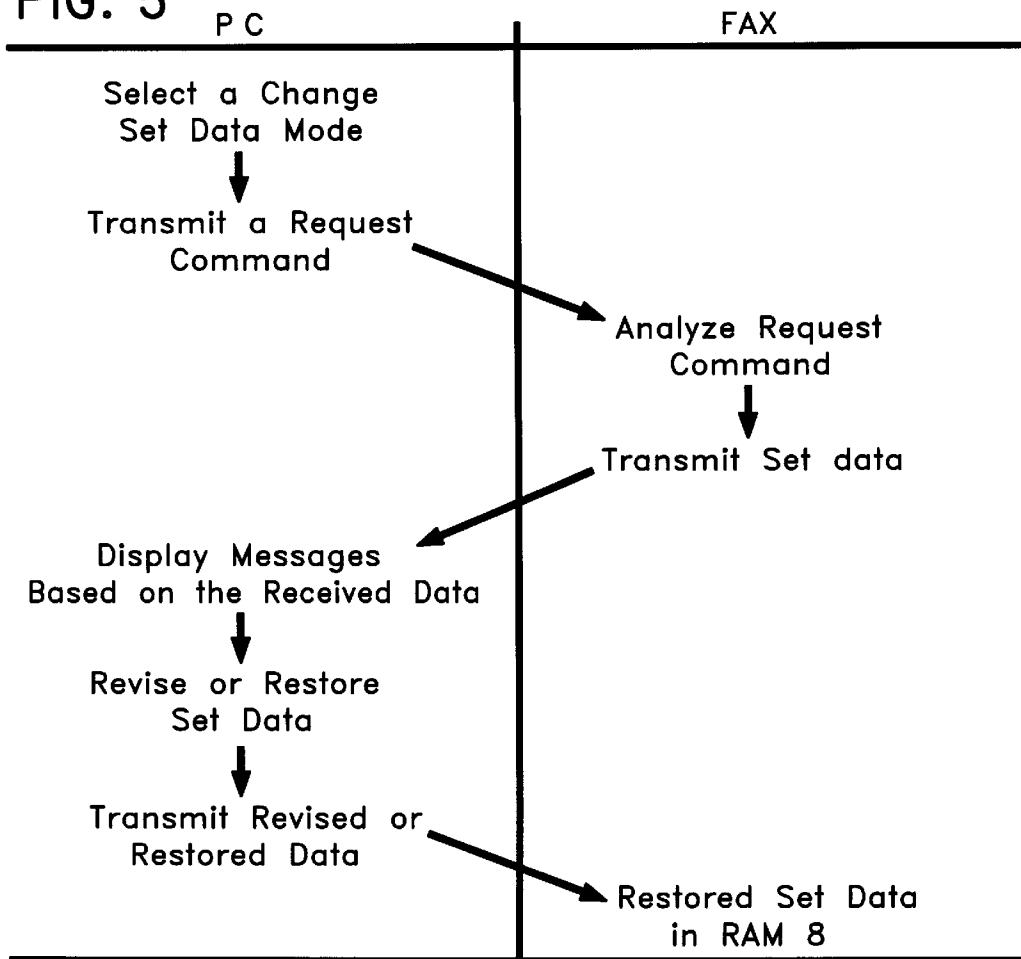 FIG. 5
PC
FAX
Select a Change
Set Data Mode
Transmit a Request
Command
Analyze Request
Command
Transmit Set data
Display Messages
Based on the Received Data
Revise or Restore
Set Data
Transmit Revised or
Restored Data
Restored Set Data
in RAM 8